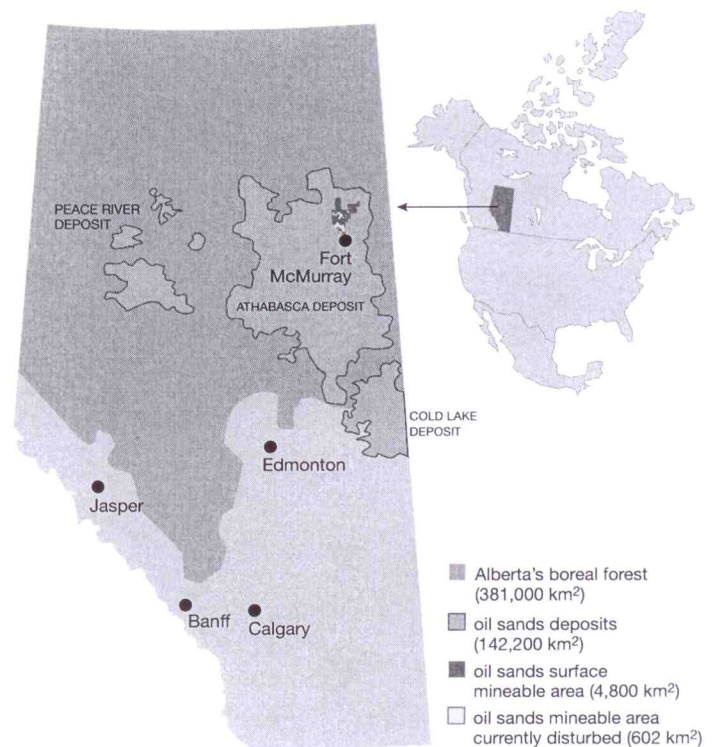 PEACE RIVER
DEPOSIT
Fort
McMurray
ATHABASCA DEPOSIT
COLD LAKE
DEPOSIT
Edmonton
Jasper
Banff
Calgary
Alberta's boreal forest
(381,000 km²)
oil sands deposits
(142,200 km²)
oil sands surface
mineable area (4,800 km²)
oil sands mineable area
currently disturbed (602 km²)